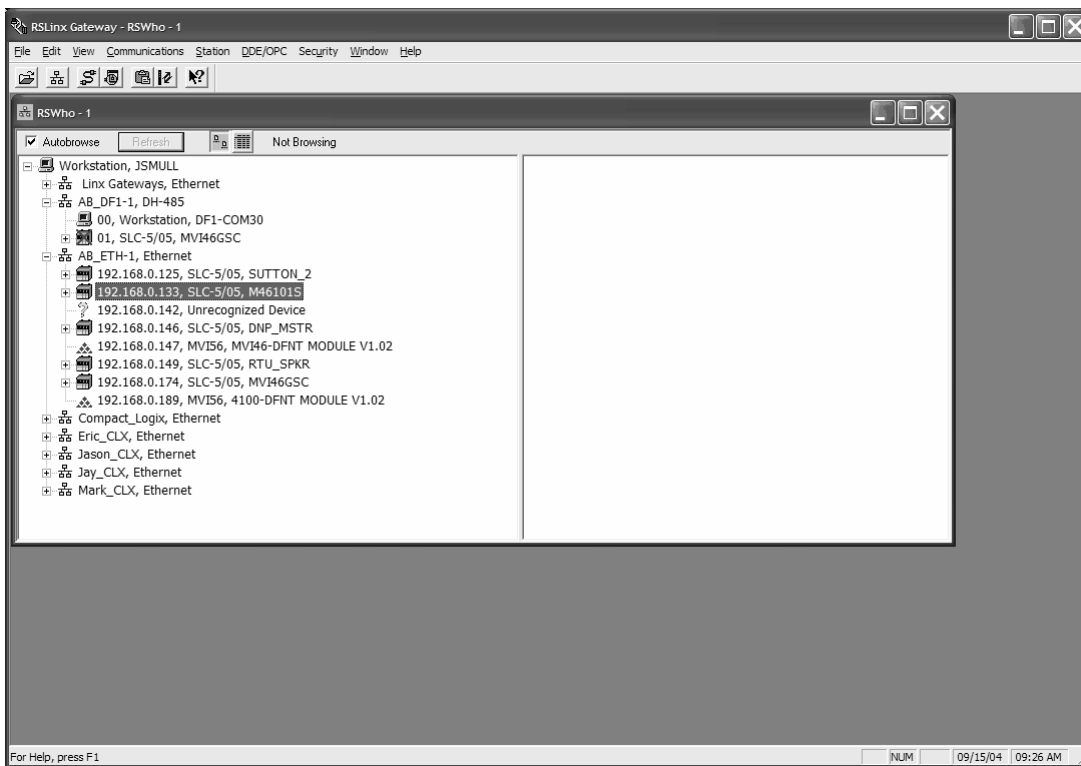 RSLinx Gateway - RSWho - 1
File Edit View Communications Station DDE/OPC Security Window Help
RSWho - 1
Autobrowse Refresh Not Browsing
Workstation, JSMULL
Linx Gateways, Ethernet
AB_DF1-1, DH-485
00, Workstation, DF1-COM30
01, SLC-5/05, MVI46GSC
AB_ETH-1, Ethernet
192.168.0.125, SLC-5/05, SUTTON_2
192.168.0.133, SLC-5/05, M46101S
192.168.0.142, Unrecognized Device
192.168.0.146, SLC-5/05, DNP_MSTR
192.168.0.147, MVI56, MVI46-DFNT MODULE V1.02
192.168.0.149, SLC-5/05, RTU_SPKR
192.168.0.174, SLC-5/05, MVI46GSC
192.168.0.189, MVI56, 4100-DFNT MODULE V1.02
Compact_Logix, Ethernet
Eric_CLX, Ethernet
Jason_CLX, Ethernet
Jay_CLX, Ethernet
Mark_CLX, Ethernet
For Help, press F1 NUM 09/15/04 09:26 AM